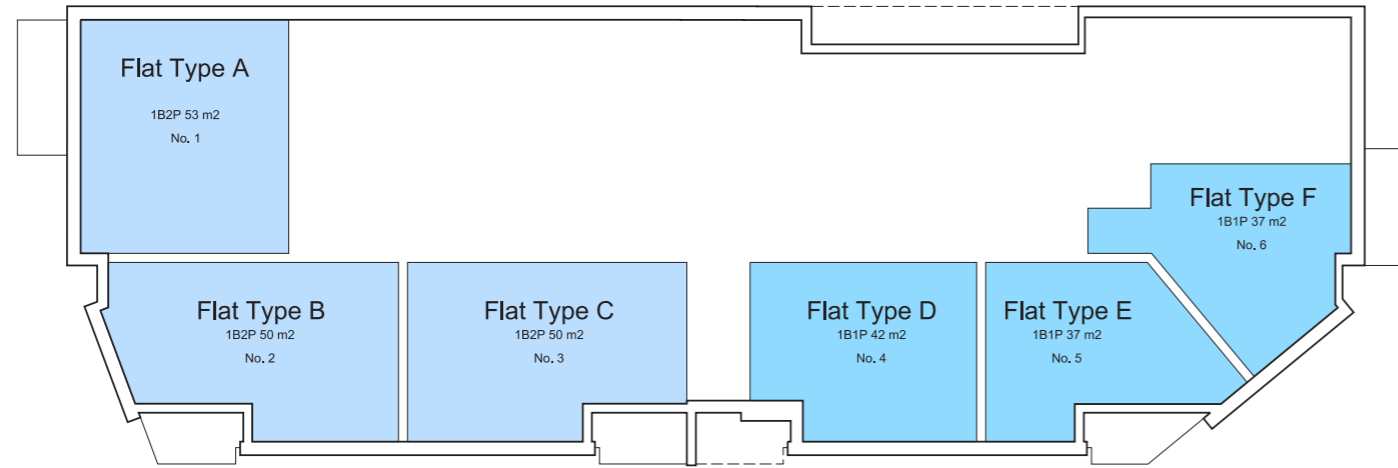 Flat Type A
1B2P 53 m2
No. 1
Flat Type B
1B2P 50 m2
No. 2
Flat Type C
1B2P 50 m2
No. 3
Flat Type D
1B1P 42 m2
No. 4
Flat Type E
1B1P 37 m2
No. 5
Flat Type F
1B1P 37 m2
No. 6